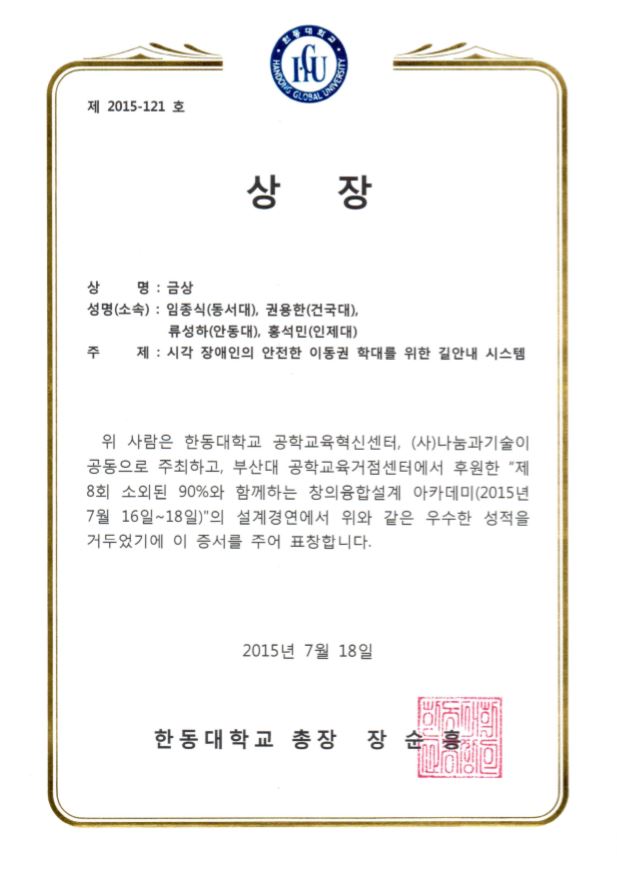 한동대학교
HGU
HANDONG GLOBAL UNIVERSITY
제 2015-121 호
상 장
상 명 : 금상
성명(소속) : 임종식(동서대), 권용한(건국대),
류성하(안동대), 홍석민(인제대)
주 제 : 시각 장애인의 안전한 이동권 학대를 위한 길안내 시스템
위 사람은 한동대학교 공학교육혁신센터, (사)나눔과기술이
공동으로 주최하고, 부산대 공학교육거점센터에서 후원한 "제
8회 소외된 90%와 함께하는 창의융합설계 아카데미(2015년
7월 16일~18일)"의 설계경연에서 위와 같은 우수한 성적을
거두었기에 이 증서를 주어 표창합니다.
2015년 7월 18일
한동대학교 총장 장순흥